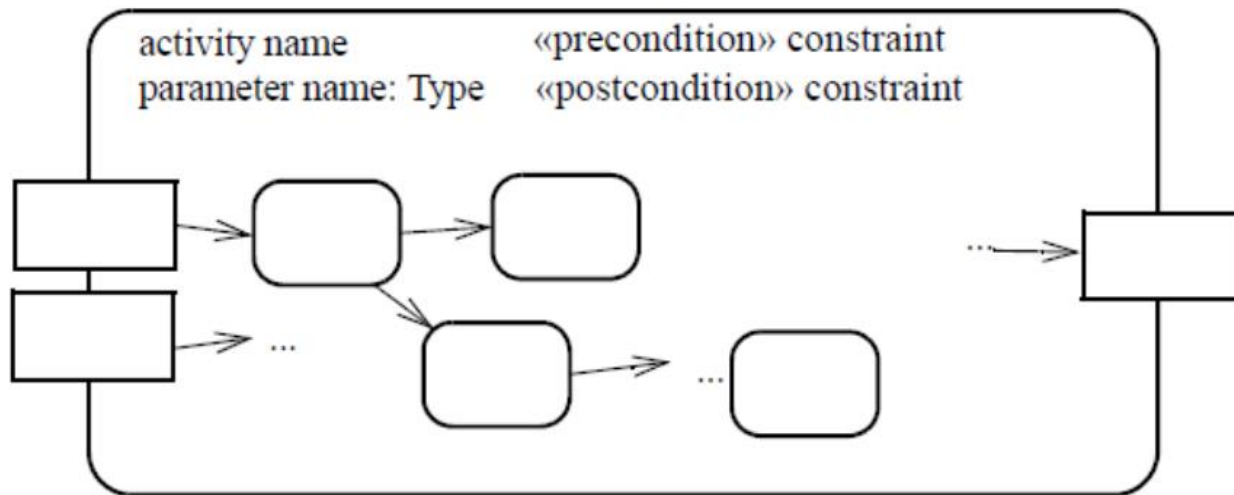 activity name «precondition» constraint
parameter name: Type «postcondition» constraint
...
...
...